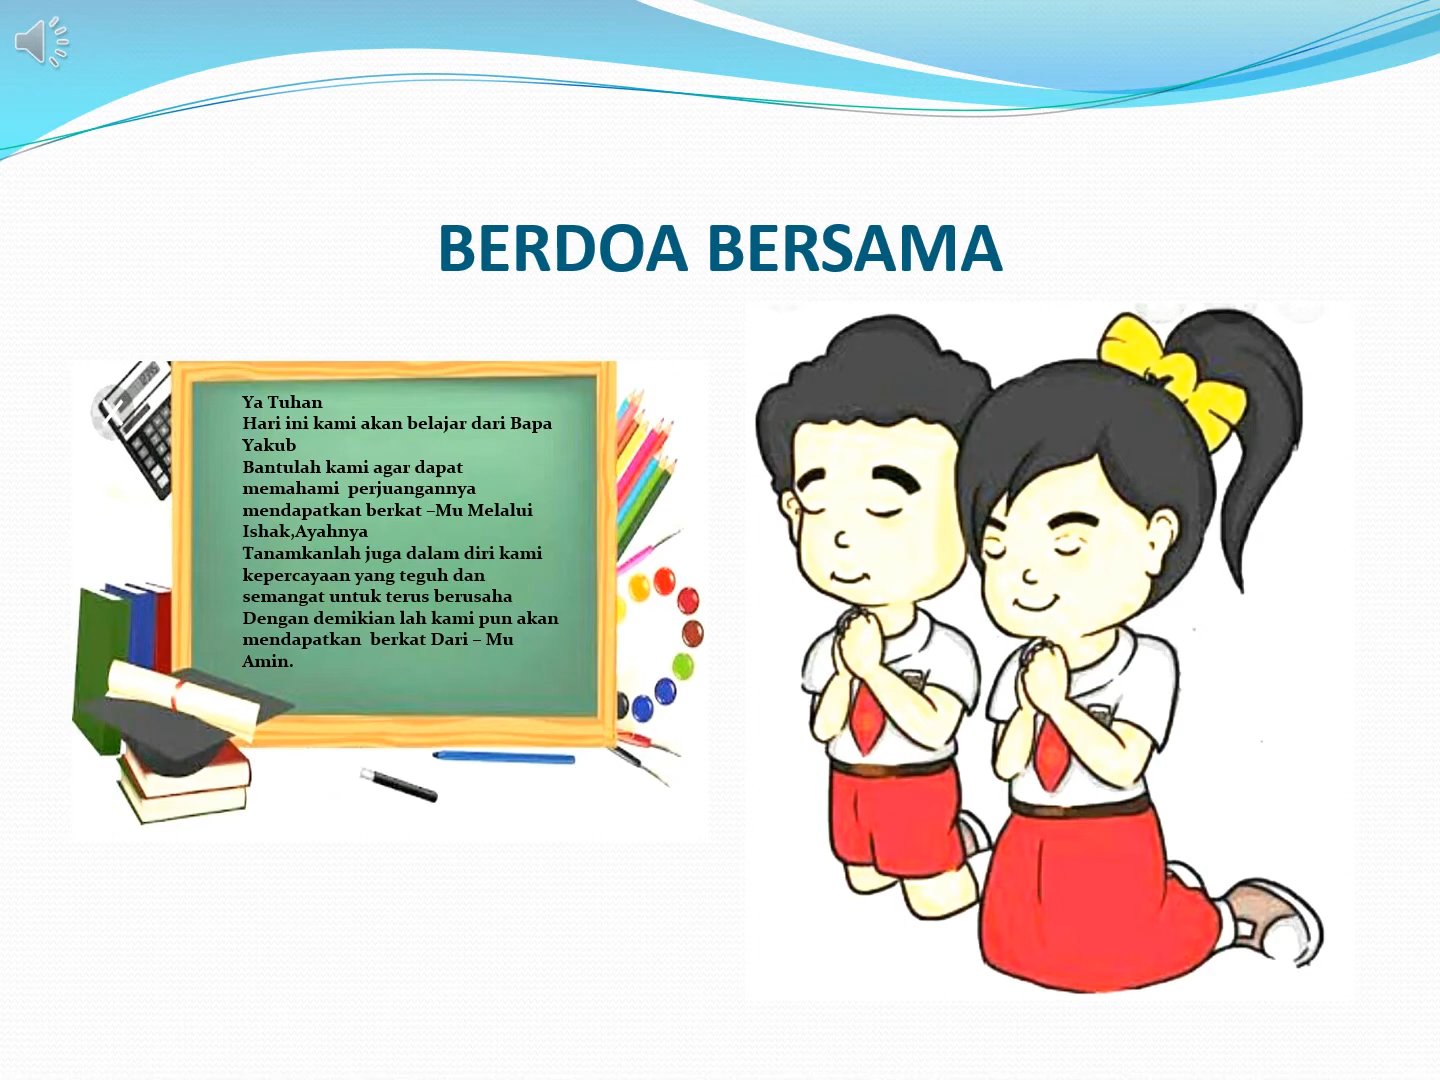 BERDOA BERSAMA
Ya Tuhan
Hari ini kami akan belajar dari Bapa
Yakub
Bantulah kami agar dapat
memahami  perjuangannya
mendapatkan berkat –Mu Melalui
Ishak,Ayahnya
Tanamkanlah juga dalam diri kami
kepercayaan yang teguh dan
semangat untuk terus berusaha
Dengan demikian lah kami pun akan
mendapatkan  berkat Dari – Mu
Amin.